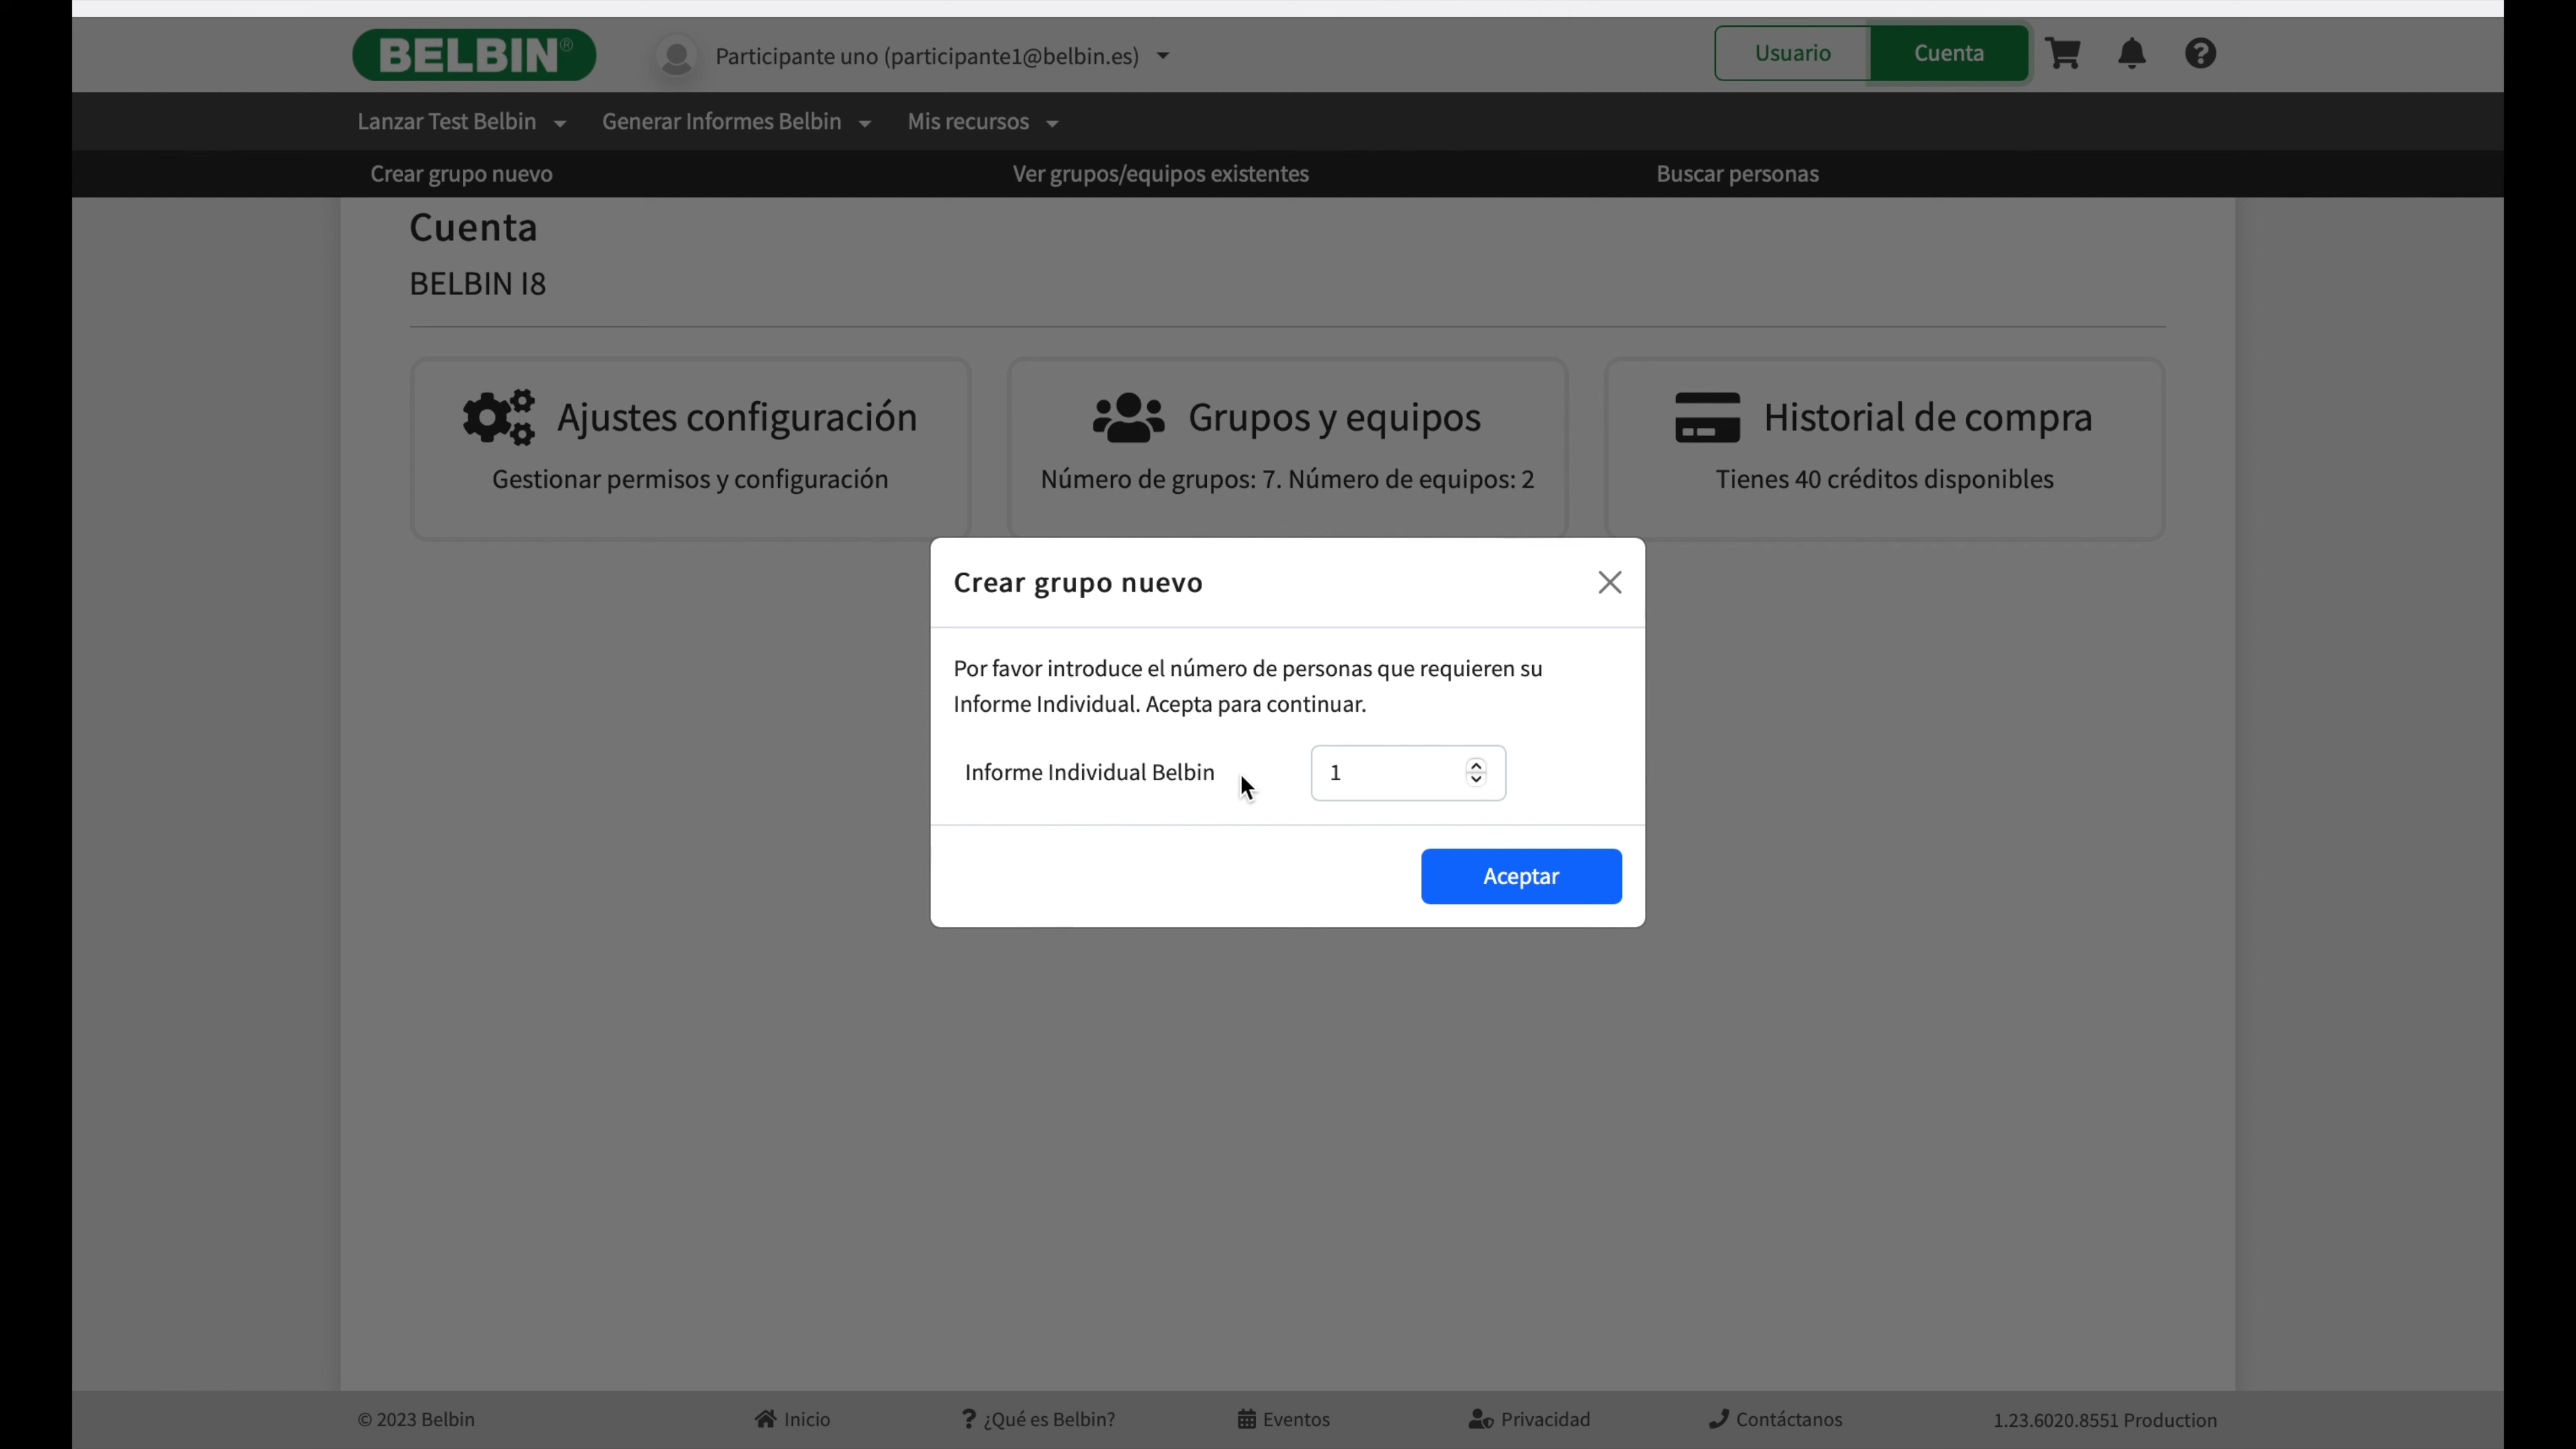 BELBIN®
Participante uno (participante1@belbin.es)
Usuario
Cuenta
Lanzar Test Belbin
Generar Informes Belbin
Mis recursos
Crear grupo nuevo
Ver grupos/equipos existentes
Buscar personas
Cuenta
BELBIN I8
Ajustes configuración
Gestionar permisos y configuración
Grupos y equipos
Número de grupos: 7. Número de equipos: 2
Historial de compra
Tienes 40 créditos disponibles
Crear grupo nuevo
Por favor introduce el número de personas que requieren su
Informe Individual. Acepta para continuar.
Informe Individual Belbin
1
Aceptar
© 2023 Belbin
Inicio
¿Qué es Belbin?
Eventos
Privacidad
Contáctanos
1.23.6020.8551 Production